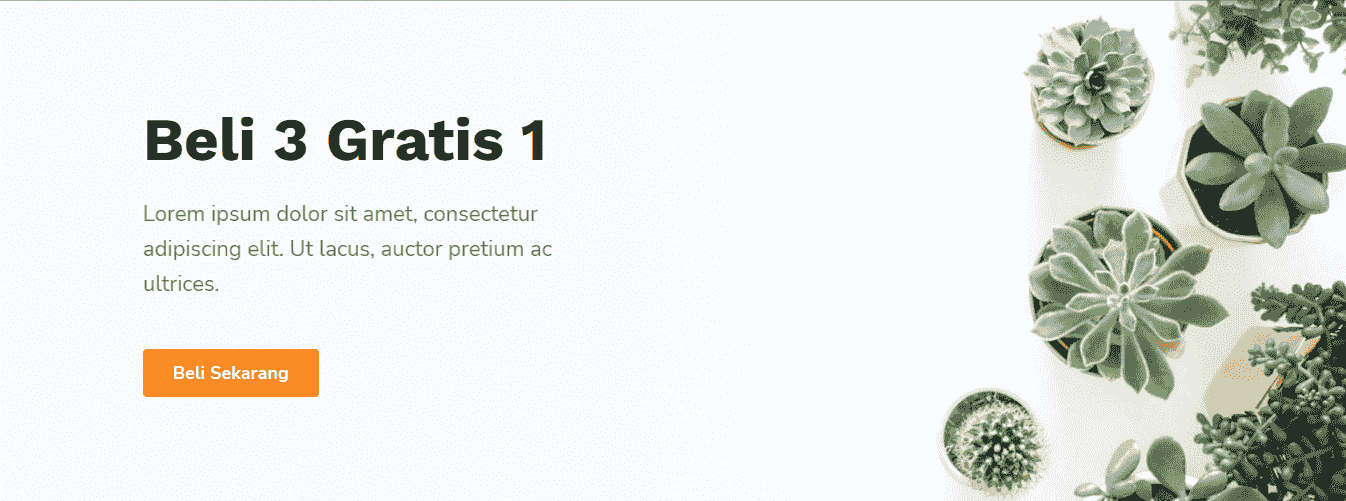 Beli 3 Gratis 1
Lorem ipsum dolor sit amet, consectetur
adipiscing elit. Ut lacus, auctor pretium ac
ultrices.
Beli Sekarang